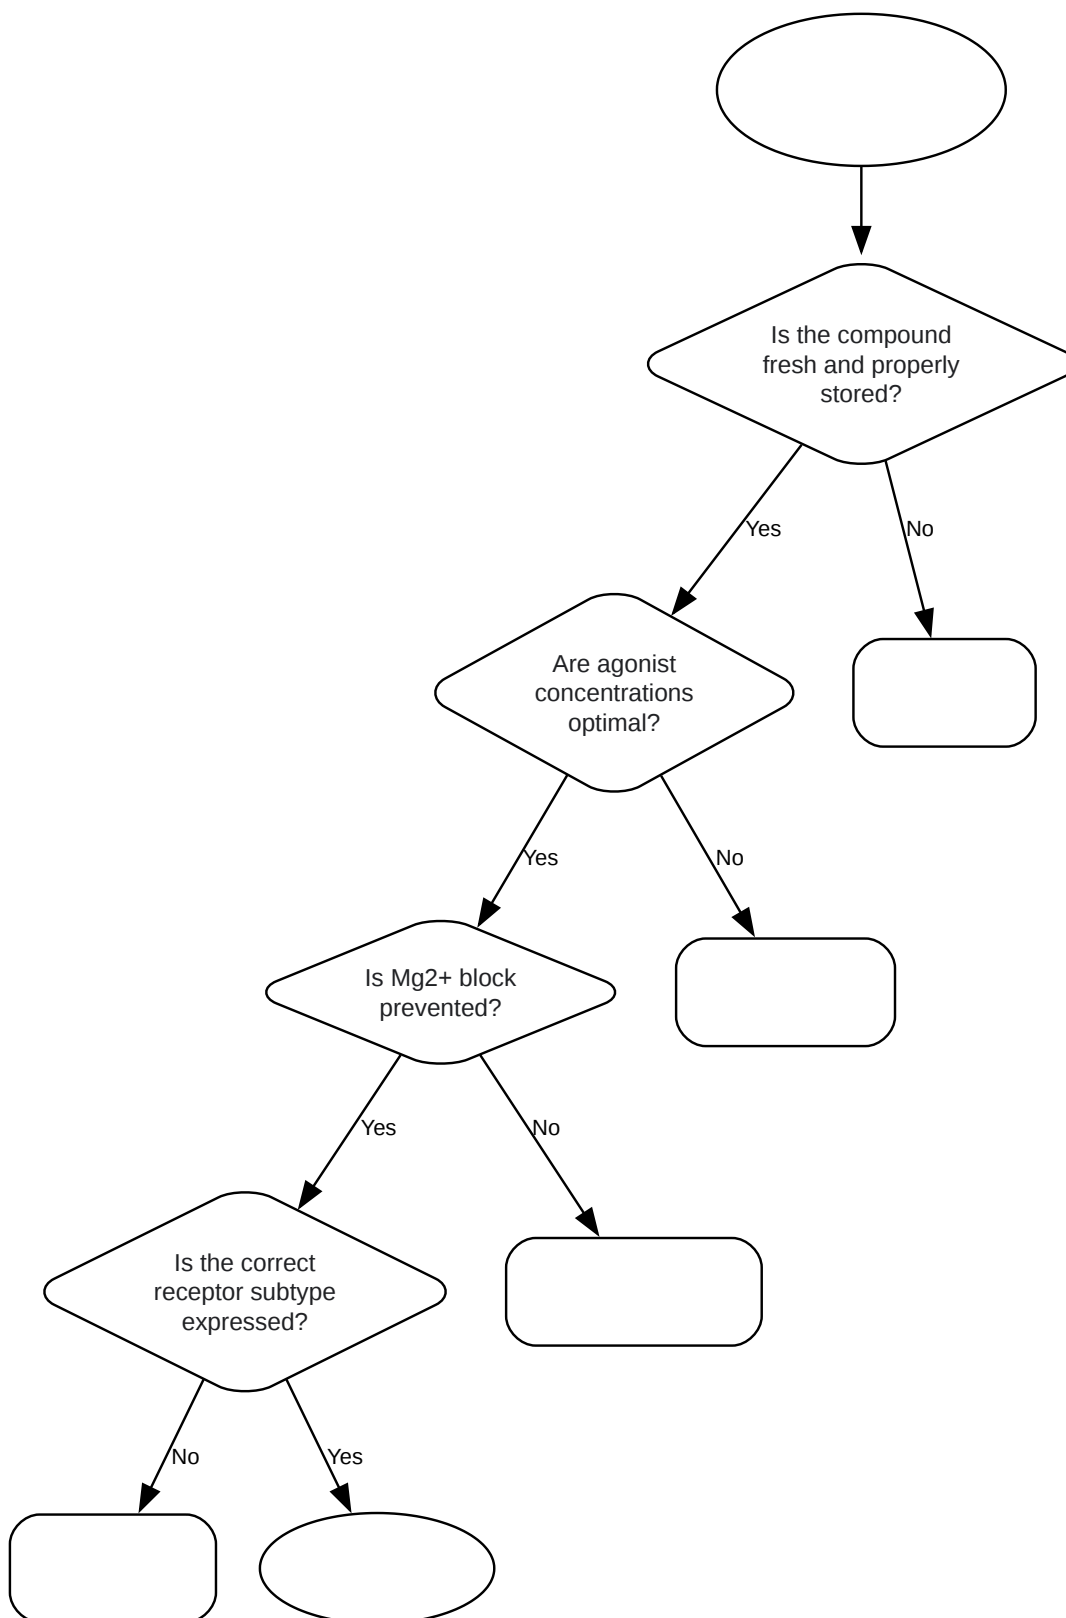 Is the compound
fresh and properly
stored?
Yes
No
Are agonist
concentrations
optimal?
Yes
No
Is Mg2+ block
prevented?
Yes
No
Is the correct
receptor subtype
expressed?
No
Yes